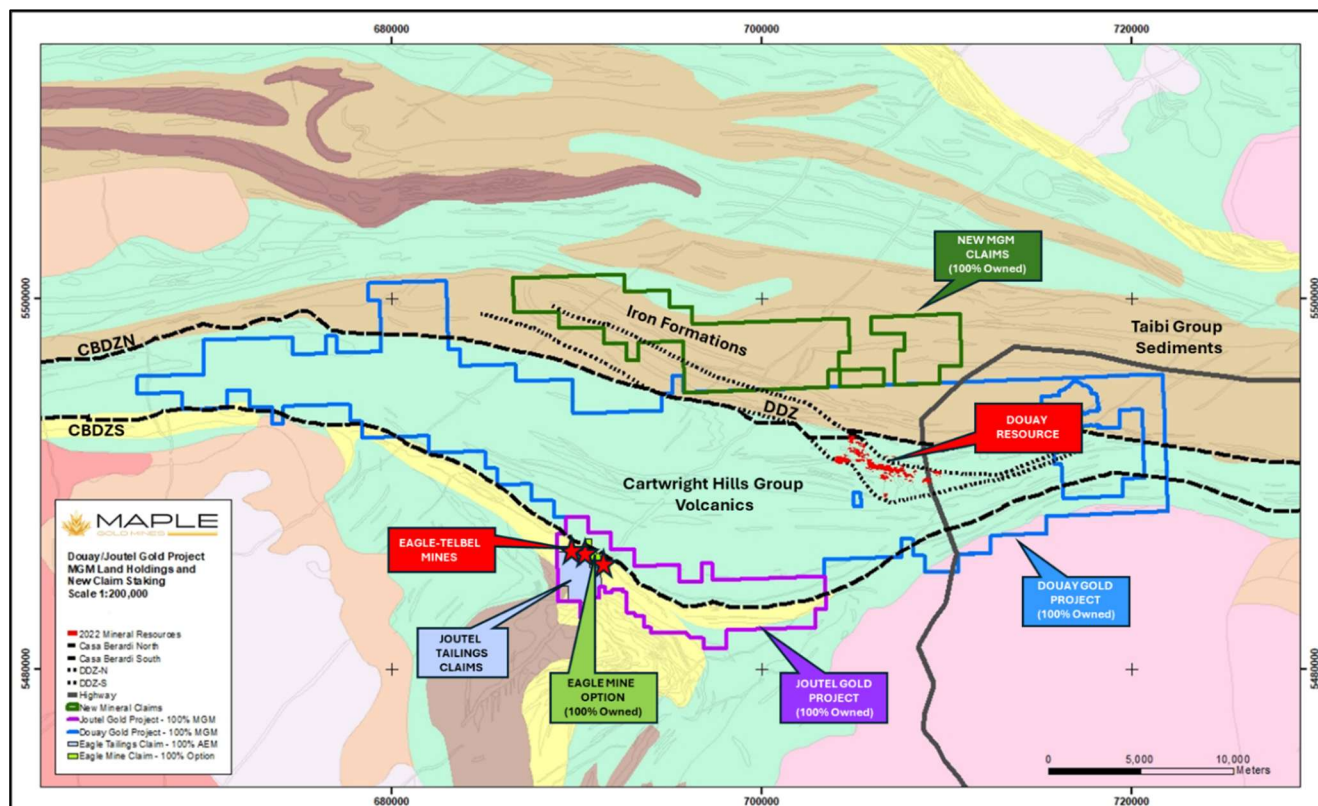 680000
700000
720000
NEW MGM
CLAIMS
(100% Owned)
5500000
5500000
Iron Formations
Taibi Group
Sediments
CBDZN
DDZ
CBDZS
DOUAY
RESOURCE
Cartwright Hills Group
Volcanics
MAPLE
GOLD MINES
Douay/Joutel Gold Project
MGM Land Holdings and
New Claim Staking
Scale 1:200,000
2022 Mineral Resources
Casa Berardi North
Casa Berardi South
DDZ-N
DDZ-S
Highway
New Mineral Claims
Joutel Gold Project - 100% MGM
Douay Gold Project - 100% MGM
Eagle Tailings Claim - 100% AEM
Eagle Mine Claim - 100% Option
EAGLE-TELBEL
MINES
JOUTEL
TAILINGS
CLAIMS
EAGLE MINE
OPTION
(100% Owned)
JOUTEL GOLD
PROJECT
(100% Owned)
DOUAY GOLD
PROJECT
(100% Owned)
5480000
5480000
0 5,000 10,000
Meters
680000
700000
720000